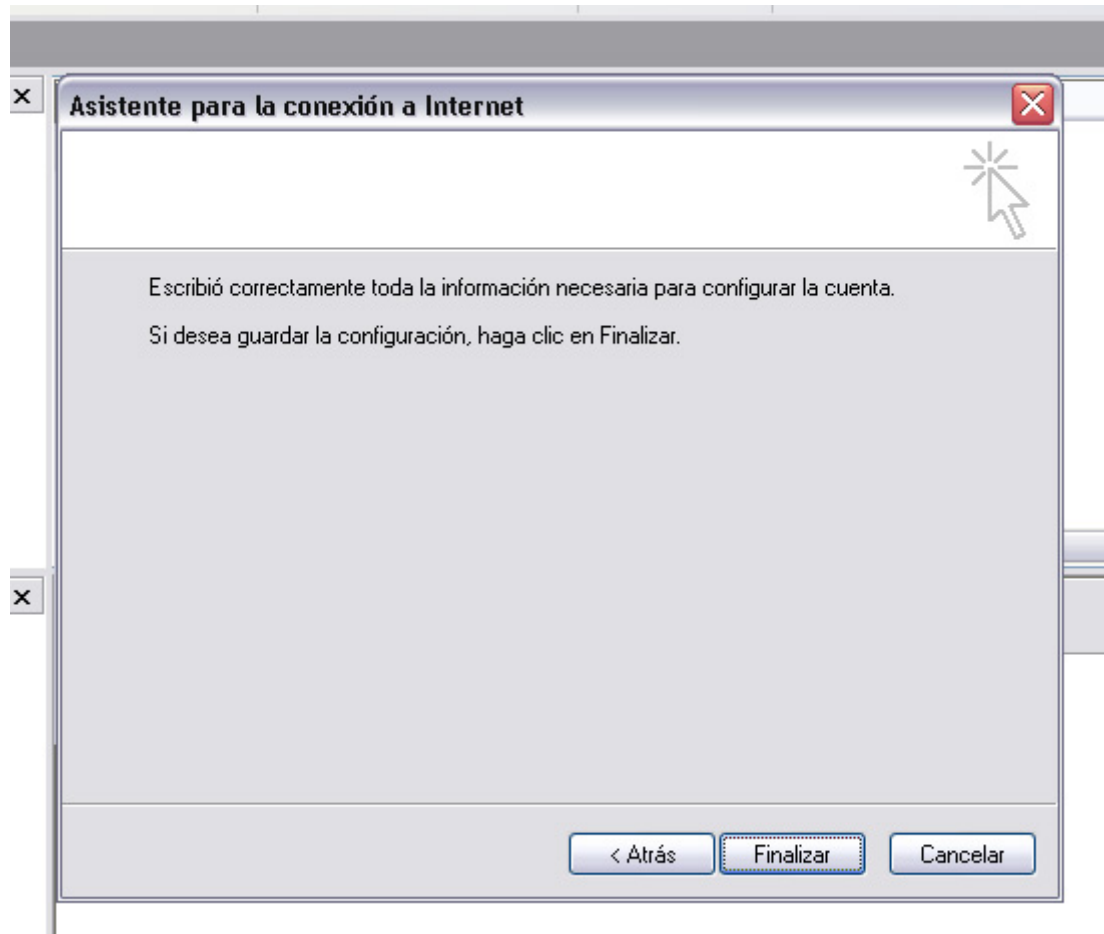 Asistente para la conexión a Internet
Escribió correctamente toda la información necesaria para configurar la cuenta.
Si desea guardar la configuración, haga clic en Finalizar.
< Atrás
Finalizar
Cancelar